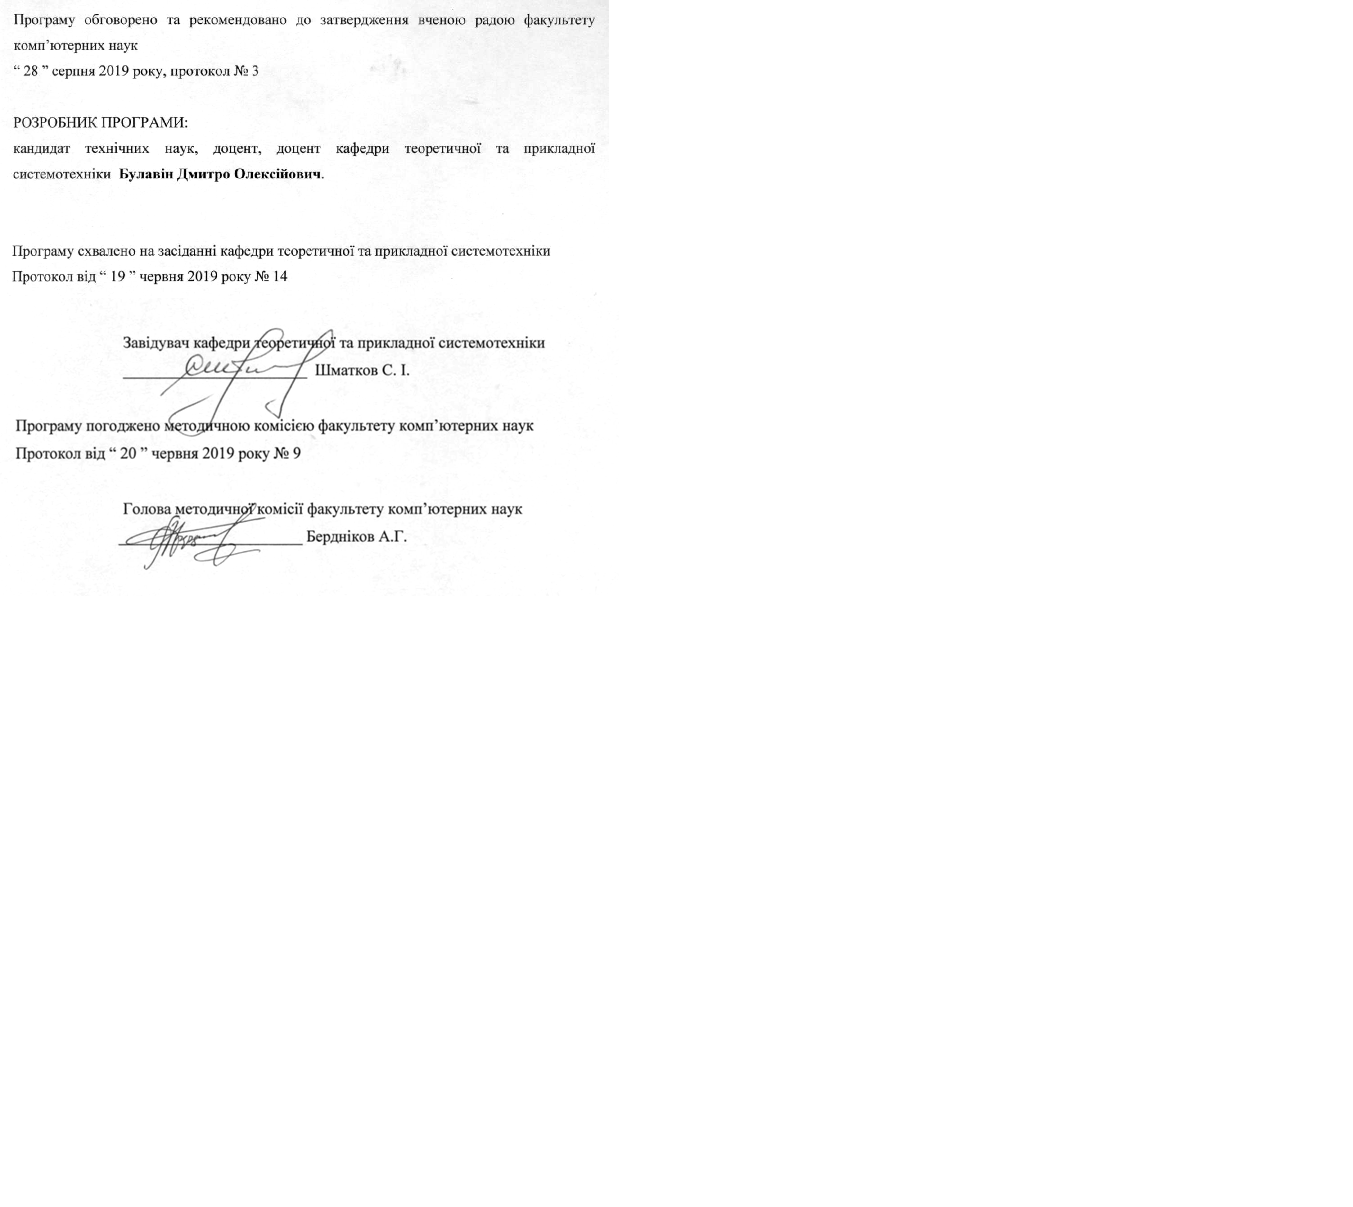 Програму обговорено та рекомендовано до затвердження вченою радою факультету
комп’ютерних наук
“ 28 ” серпня 2019 року, протокол № 3
РОЗРОБНИК ПРОГРАМИ:
кандидат технічних наук, доцент, доцент кафедри теоретичної та прикладної
системотехніки Булавін Дмитро Олексійович.
Програму схвалено на засіданні кафедри теоретичної та прикладної системотехніки
Протокол від “ 19 ” червня 2019 року № 14
Завідувач кафедри теоретичної та прикладної системотехніки
Шматков С. І.
Програму погоджено методичною комісією факультету комп’ютерних наук
Протокол від “ 20 ” червня 2019 року № 9
Голова методичної комісії факультету комп’ютерних наук
Бердніков А.Г.